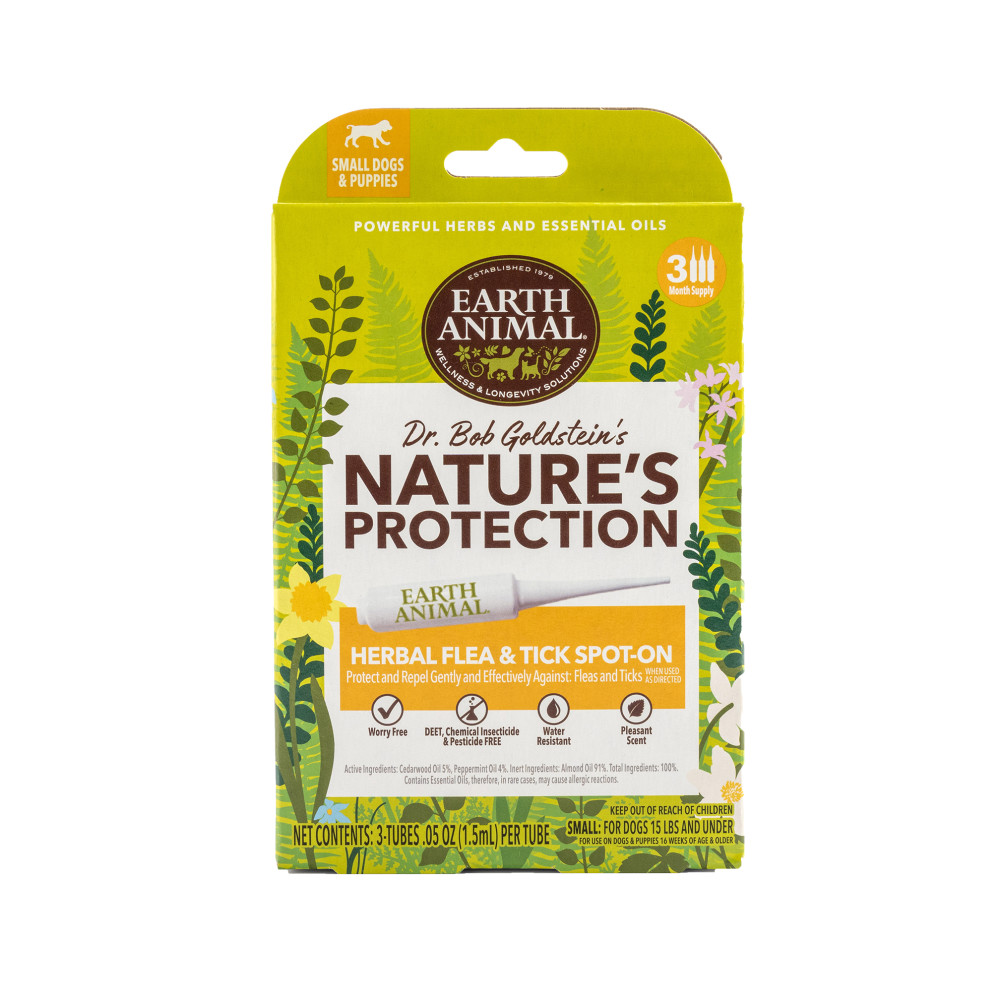 SMALL DOGS
& PUPPIES
POWERFUL HERBS AND ESSENTIAL OILS
3
Month Supply
ESTABLISHED 1979
EARTH
ANIMAL®
WELLNESS & LONGEVITY SOLUTIONS
Dr. Bob Goldstein's
NATURE'S
PROTECTION
EARTH
ANIMAL®
HERBAL FLEA & TICK SPOT-ON
Protect and Repel Gently and Effectively Against: Fleas and Ticks WHEN USED
AS DIRECTED
Worry Free
DEET, Chemical Insecticide
& Pesticide FREE
Water
Resistant
Pleasant
Scent
Active Ingredients: Cedarwood Oil 5%, Peppermint Oil 4%. Inert Ingredients: Almond Oil 91%. Total Ingredients: 100%.
Contains Essential Oils, therefore, in rare cases, may cause allergic reactions.
KEEP OUT OF REACH OF CHILDREN
NET CONTENTS: 3-TUBES .05 OZ (1.5mL) PER TUBE
SMALL: FOR DOGS 15 LBS AND UNDER
FOR USE ON DOGS & PUPPIES 16 WEEKS OF AGE & OLDER